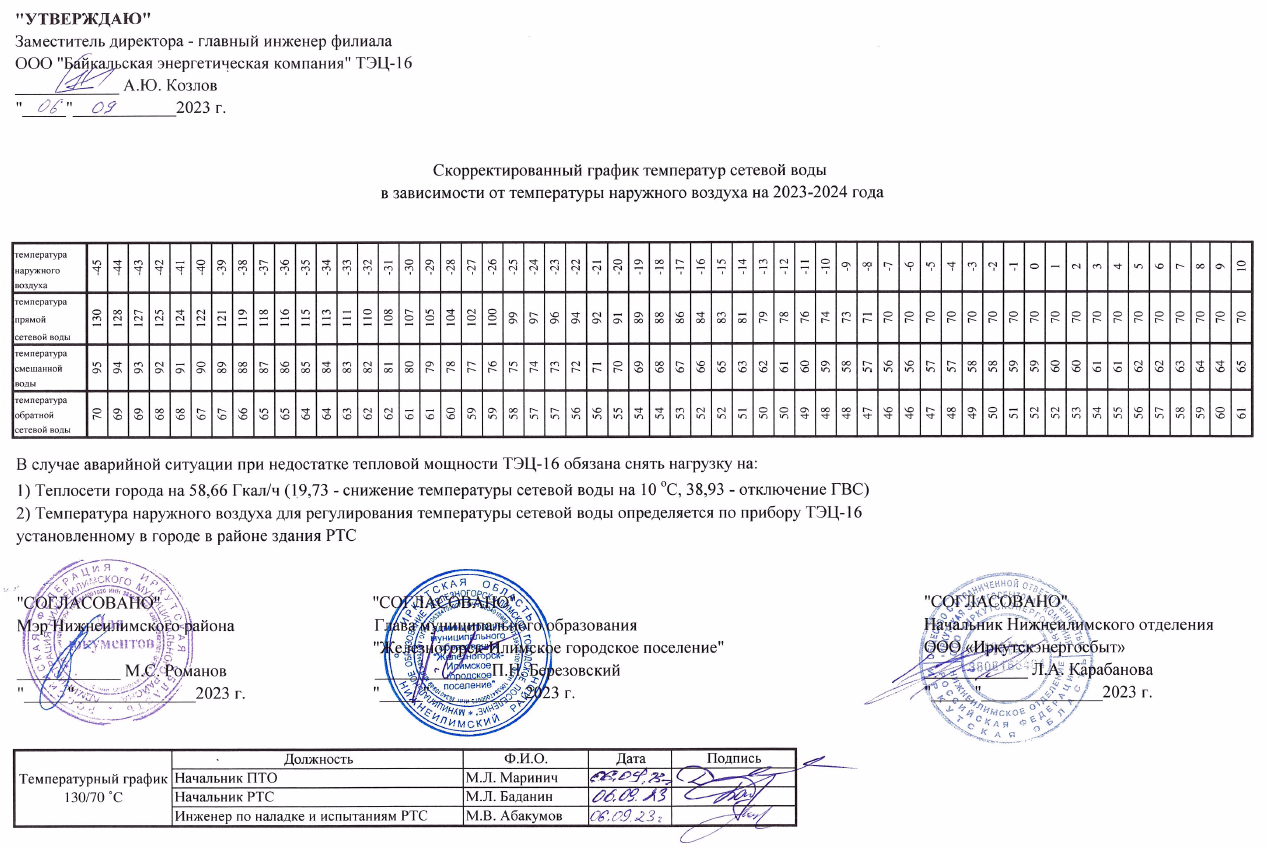 "УТВЕРЖДАЮ"
Заместитель директора - главный инженер филиала
ООО "Байкальская энергетическая компания" ТЭЦ-16
А.Ю. Козлов
"06" 09 2023 г.
Скорректированный график температур сетевой воды
в зависимости от температуры наружного воздуха на 2023-2024 года
температура наружного воздуха -45 -44 -43 -42 -41 -40 -39 -38 -37 -36 -35 -34 -33 -32 -31 -30 -29 -28 -27 -26 -25 -24 -23 -22 -21 -20 -19 -18 -17 -16 -15 -14 -13 -12 -11 -10 -9 -8 -7 -6 -5 -4 -3 -2 -1 0 1 2 3 4 5 6 7 8 9 10
температура прямой сетевой воды 130 128 127 125 124 122 121 119 118 116 115 113 111 110 108 107 105 104 102 100 99 97 96 94 92 91 89 88 86 84 83 81 79 78 76 74 73 71 70 70 70 70 70 70 70 70 70 70 70 70 70 70 70 70 70 70
температура смешанной воды 95 94 93 92 91 90 89 88 87 86 85 84 83 82 81 80 79 78 77 76 75 74 73 72 71 70 69 68 67 66 65 63 62 61 60 59 58 57 56 56 57 57 58 58 59 59 60 60 61 61 62 62 63 64 64 65
температура обратной сетевой воды 70 69 69 68 68 67 67 66 65 65 64 64 63 62 62 61 61 60 59 59 58 57 57 56 56 55 54 54 53 52 52 51 50 50 49 48 48 47 46 46 47 48 49 50 51 52 52 53 54 55 56 57 58 59 60 61
В случае аварийной ситуации при недостатке тепловой мощности ТЭЦ-16 обязана снять нагрузку на:
1) Теплосети города на 58,66 Гкал/ч (19,73 - снижение температуры сетевой воды на 10 °С, 38,93 - отключение ГВС)
2) Температура наружного воздуха для регулирования температуры сетевой воды определяется по прибору ТЭЦ-16
установленному в городе в районе здания РТС
"СОГЛАСОВАНО" "СОГЛАСОВАНО" "СОГЛАСОВАНО"
Мэр Нижнеилимского района Глава муниципального образования Начальник Нижнеилимского отделения
"Железногорск-Илимское городское поселение" ООО «Иркутскэнергосбыт»
М.С. Романов П.Н. Березовский Л.А. Карабанова
" " 2023 г. " " 2023 г. " " 2023 г.
Для документов
Температурный график 130/70 °С
Должность Ф.И.О. Дата Подпись
Начальник ПТО М.Л. Маринич 06.09.23г
Начальник РТС М.Л. Баданин 06.09.23
Инженер по наладке и испытаниям РТС М.В. Абакумов 06.09.23г